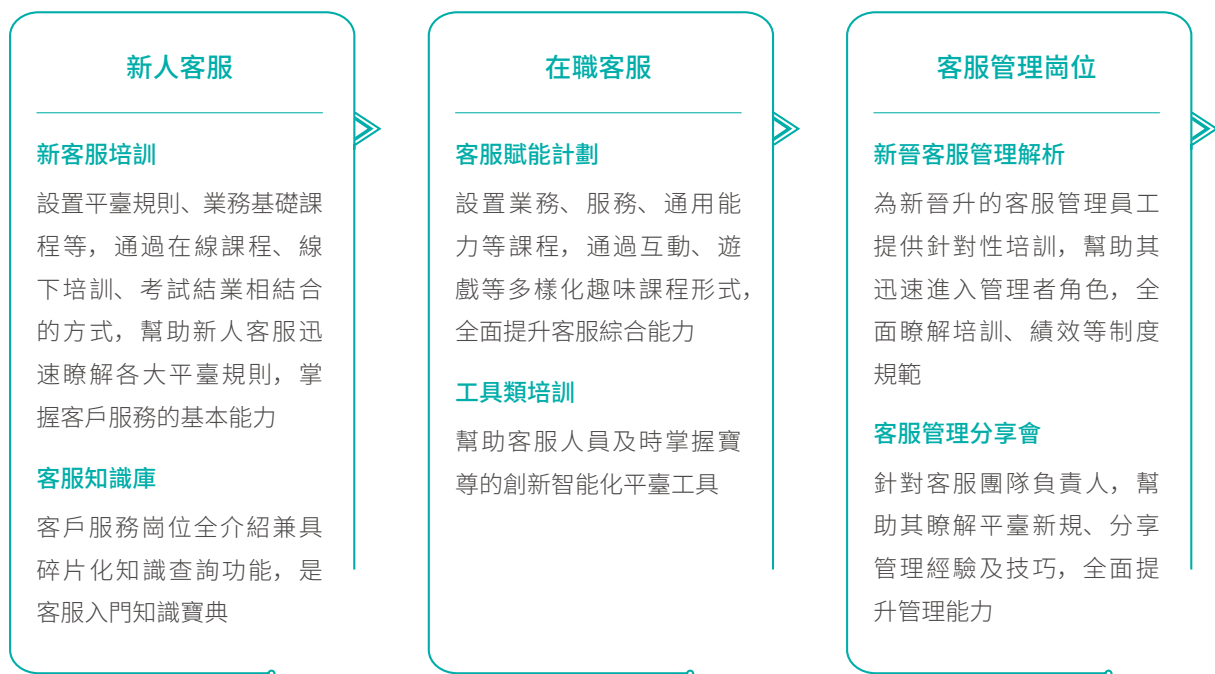 新人客服
新客服培訓
設置平臺規則、業務基礎課
程等，通過在線課程、線
下培訓、考試結業相結合
的方式，幫助新人客服迅
速瞭解各大平臺規則，掌
握客戶服務的基本能力
客服知識庫
客戶服務崗位全介紹兼具
碎片化知識查詢功能，是
客服入門知識寶典
在職客服
客服賦能計劃
設置業務、服務、通用能
力等課程，通過互動、遊
戲等多樣化趣味課程形式，
全面提升客服綜合能力
工具類培訓
幫助客服人員及時掌握寶
尊的創新智能化平臺工具
客服管理崗位
新晉客服管理解析
為新晉升的客服管理員工
提供針對性培訓，幫助其
迅速進入管理者角色，全
面瞭解培訓、績效等制度
規範
客服管理分享會
針對客服團隊負責人，幫
助其瞭解平臺新規、分享
管理經驗及技巧，全面提
升管理能力